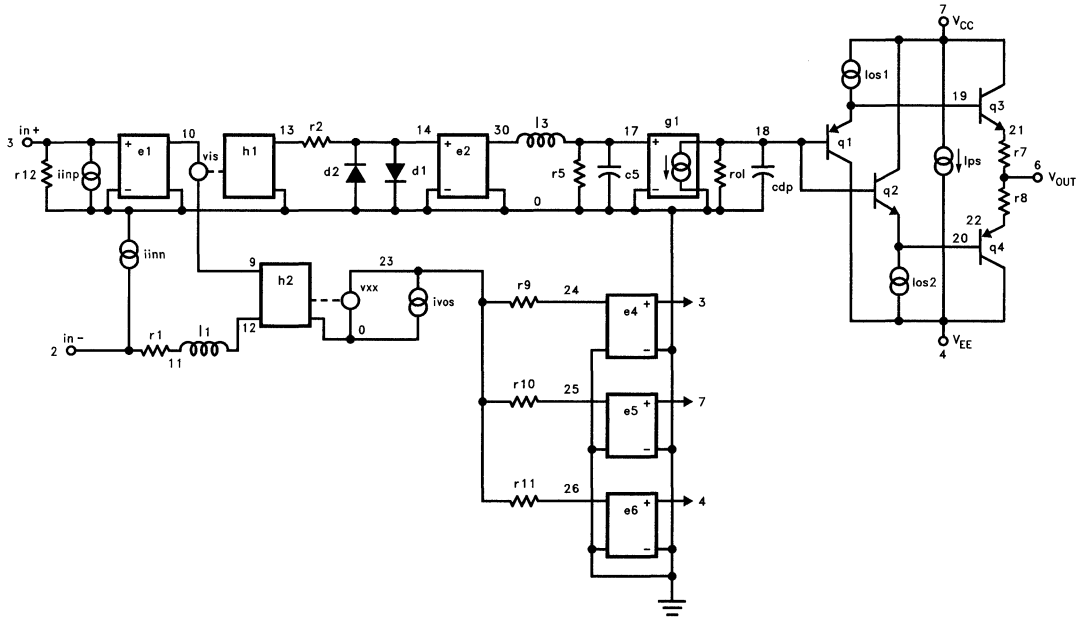 7
VCC
Ios1
19
q3
in+
3
10
13
r2
14
30
l3
17
g1
18
q1
21
r7
6
VOUT
r12
iinp
+
e1
-
vis
h1
d2
d1
+
e2
-
r5
c5
+
-
rol
cdp
q2
Ips
r8
0
22
20
q4
iinn
9
h2
23
vxx
ivos
Ios2
12
0
in-
2
r1
l1
11
VEE
4
r9
24
+
e4
-
3
r10
25
+
e5
-
7
r11
26
+
e6
-
4